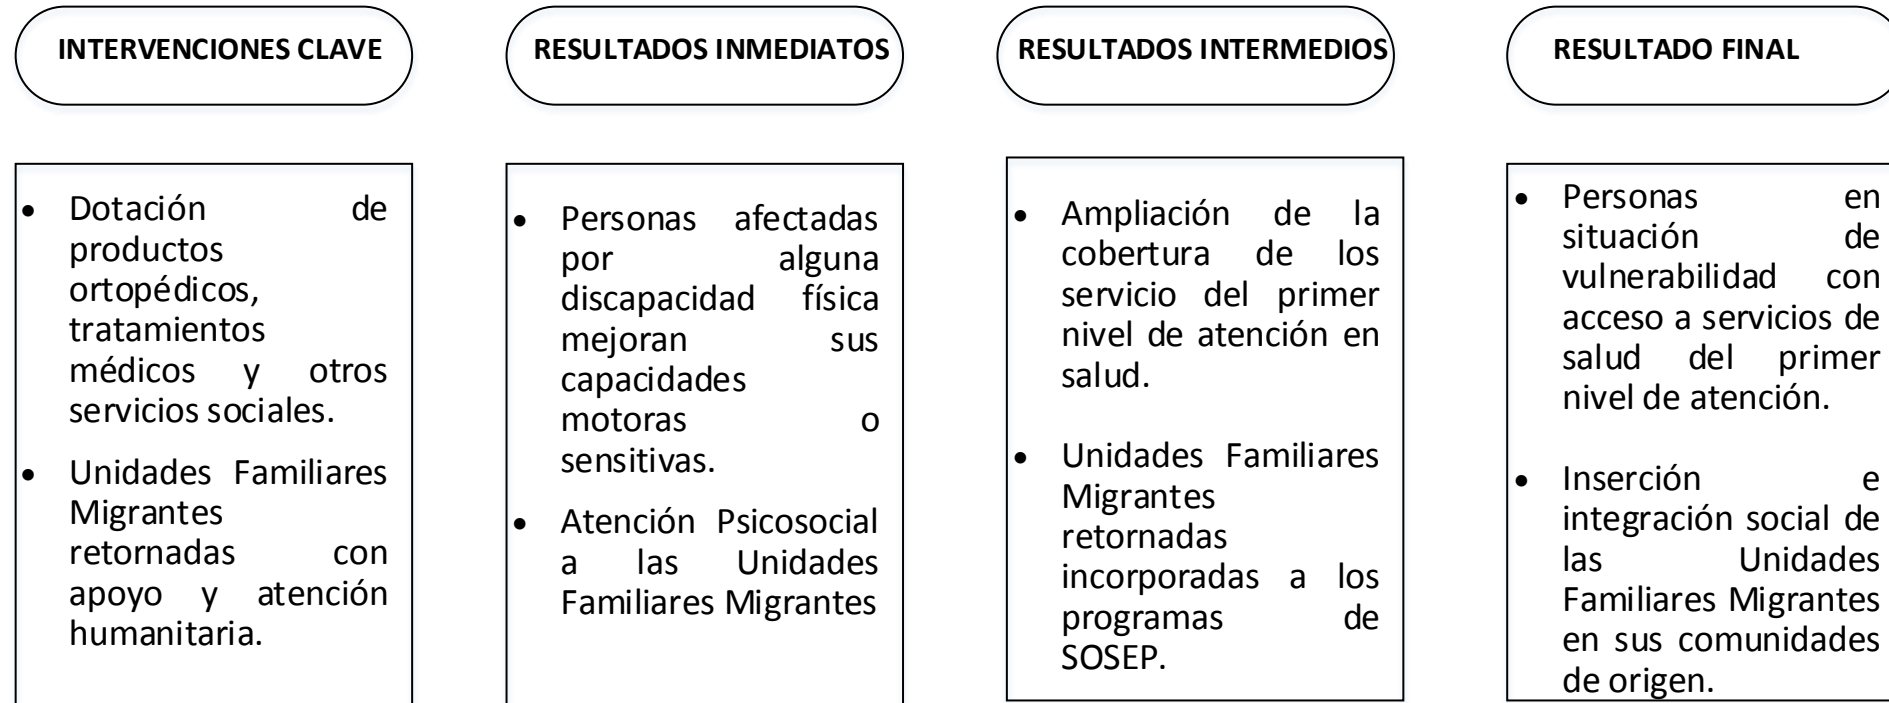 INTERVENCIONES CLAVE
RESULTADOS INMEDIATOS
RESULTADOS INTERMEDIOS
RESULTADO FINAL
• Dotación de
productos
ortopédicos,
tratamientos
médicos y otros
servicios sociales.
• Unidades Familiares
Migrantes
retornadas con
apoyo y atención
humanitaria.
• Personas afectadas
por alguna
discapacidad física
mejoran sus
capacidades
motoras o
sensitivas.
• Atención Psicosocial
a las Unidades
Familiares Migrantes
• Ampliación de la
cobertura de los
servicio del primer
nivel de atención en
salud.
• Unidades Familiares
Migrantes
retornadas
incorporadas a los
programas de
SOSEP.
• Personas en
situación de
vulnerabilidad con
acceso a servicios de
salud del primer
nivel de atención.
• Inserción e
integración social de
las Unidades
Familiares Migrantes
en sus comunidades
de origen.